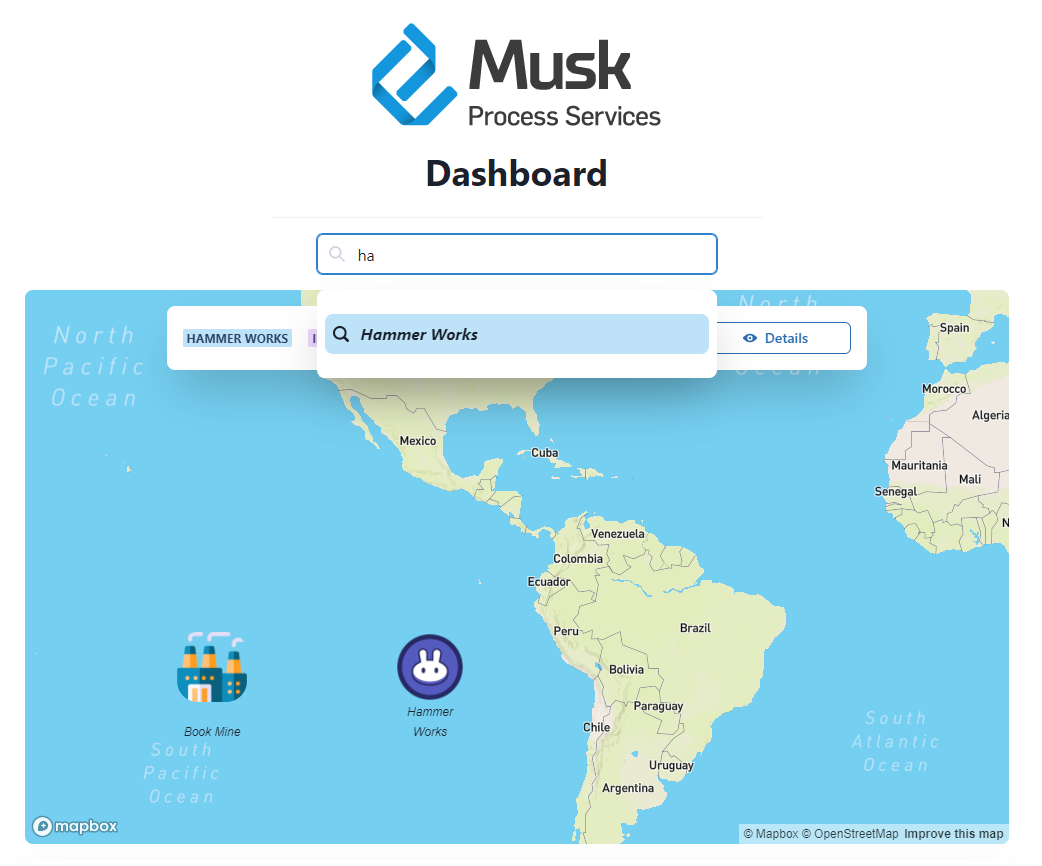 Musk
Process Services
Dashboard
ha
Hammer Works
HAMMER WORKS
Details
North
Pacific
Ocean
North
Ocean
Spain
Morocco
Algeria
Mexico
Cuba
Mauritania
Mali
Senegal
N
Venezuela
Colombia
Ecuador
Peru
Brazil
Bolivia
Paraguay
Chile
Uruguay
Argentina
Hammer
Works
Book Mine
South
Pacific
Ocean
South
Atlantic
Ocean
mapbox
© Mapbox © OpenStreetMap Improve this map